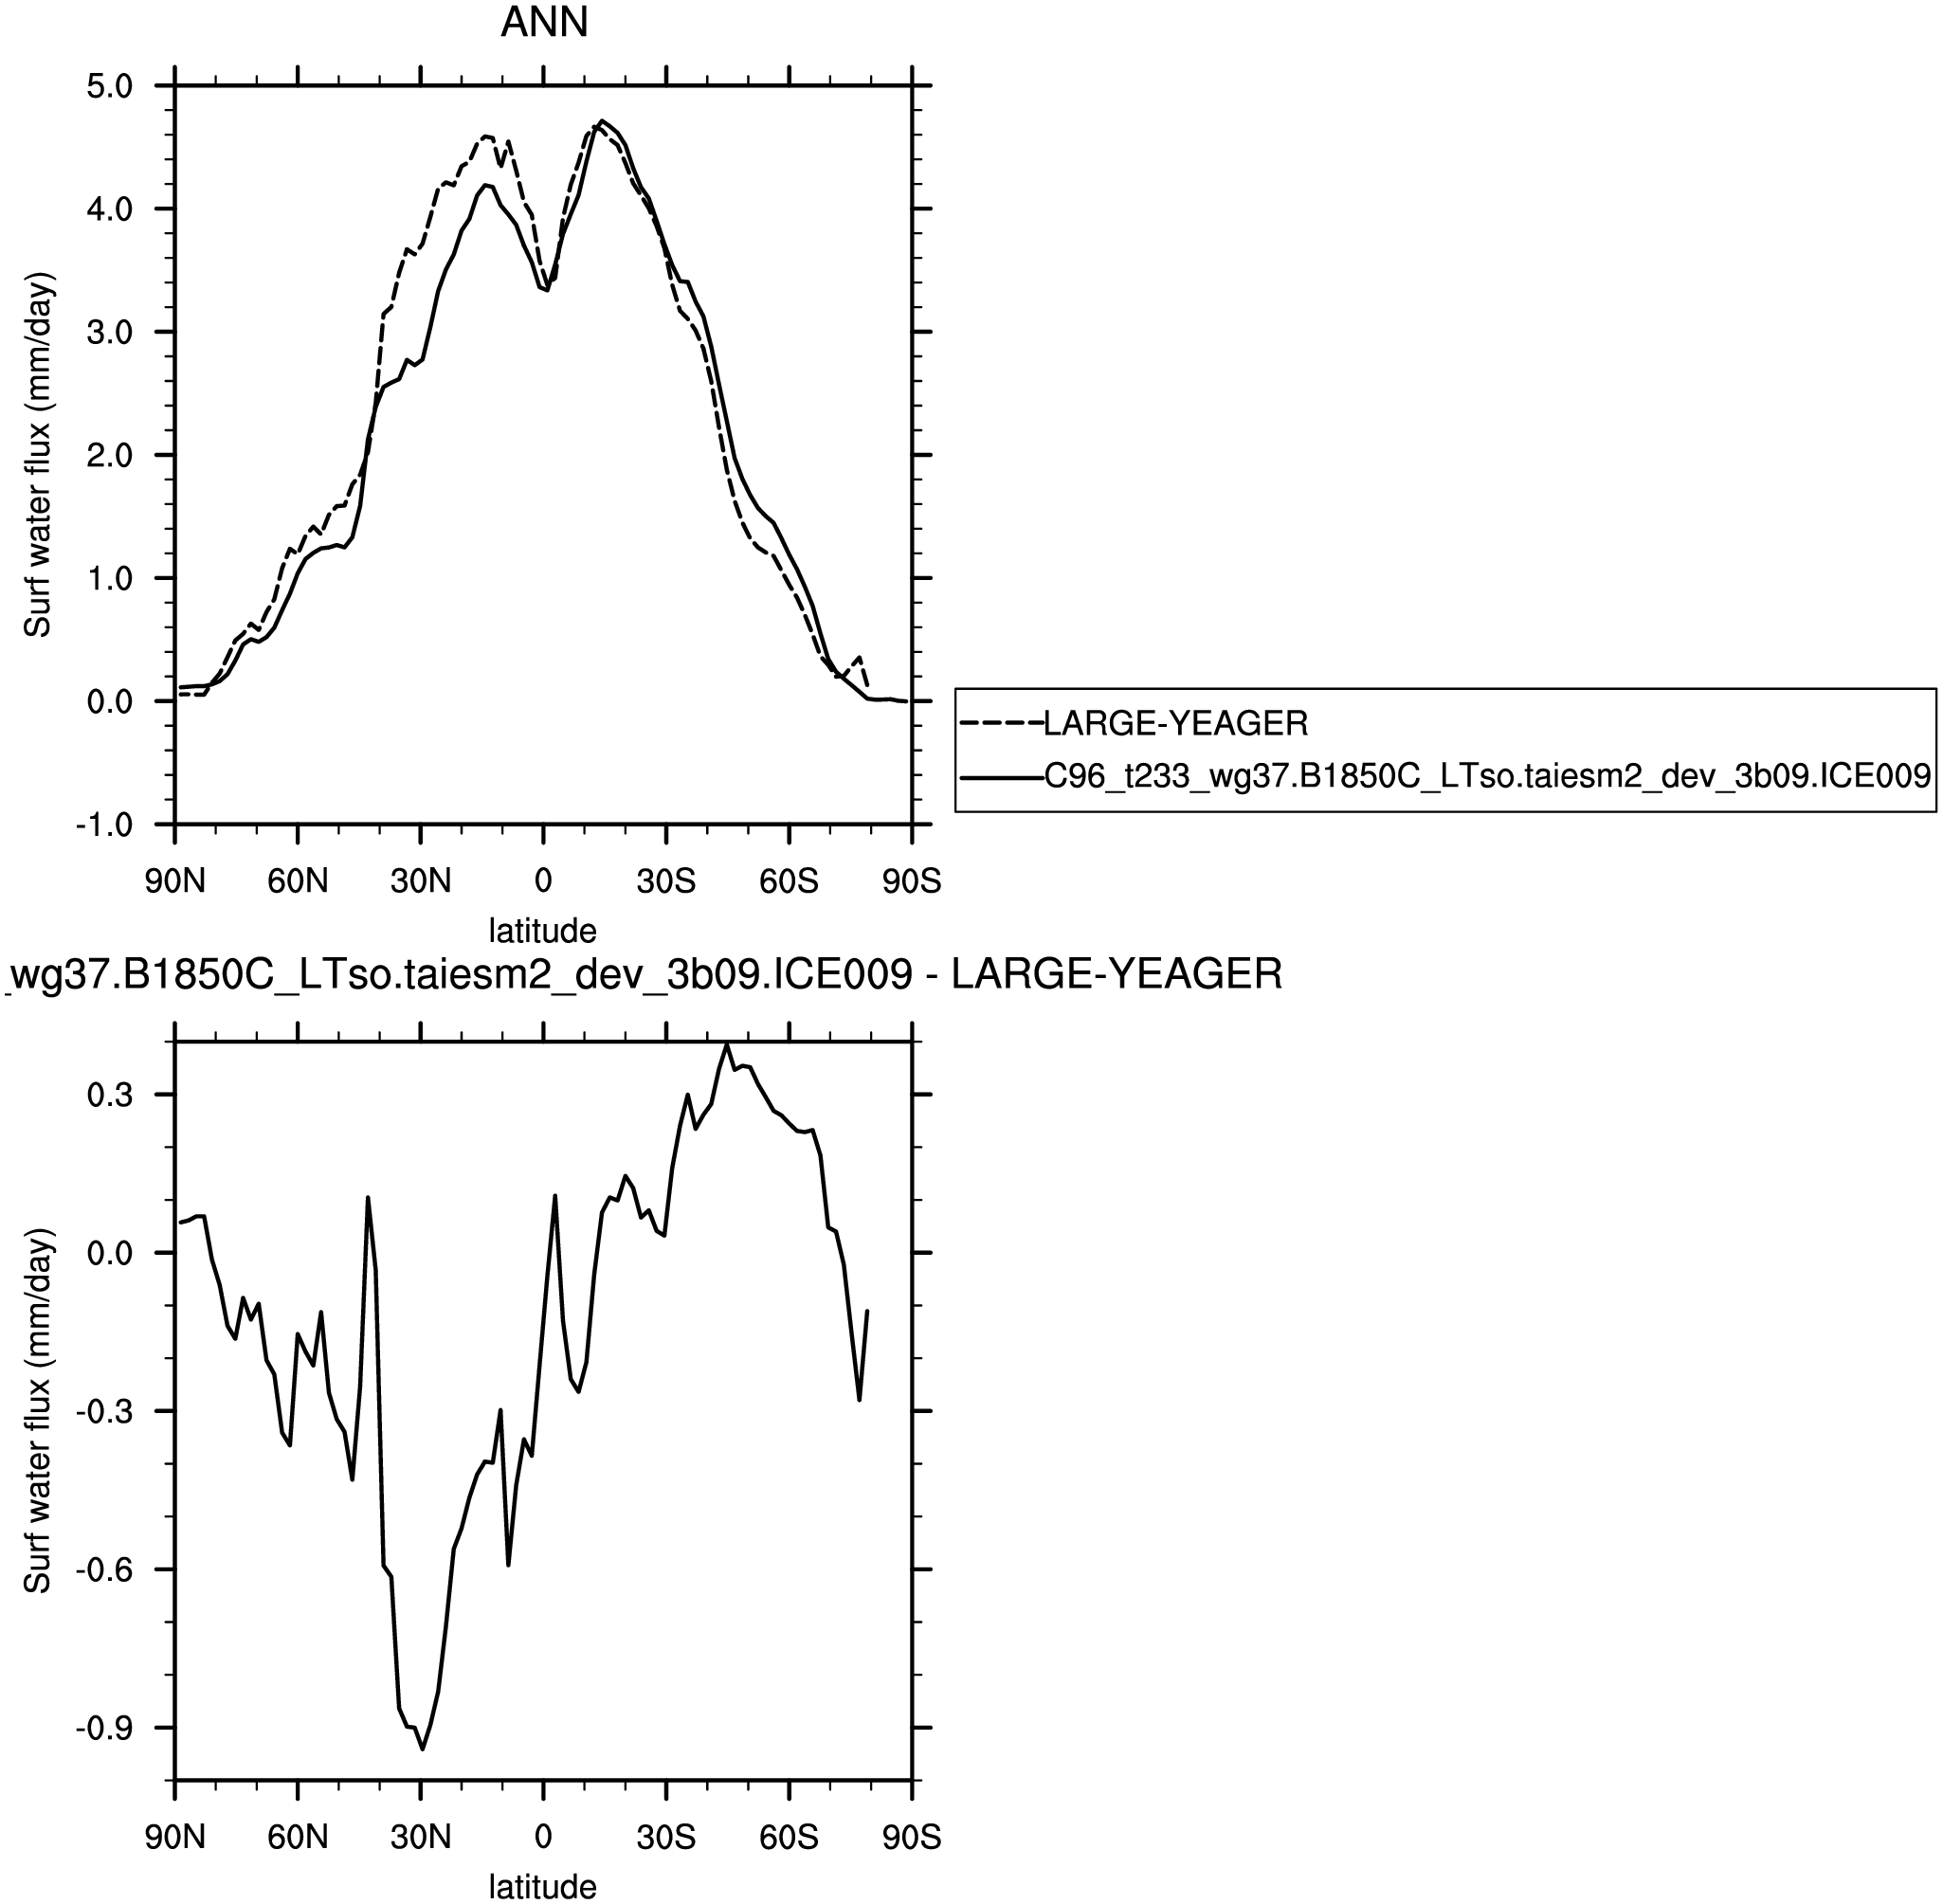 ANN
5.0
4.0
3.0
2.0
1.0
0.0
-1.0
Surf water flux (mm/day)
90N 60N 30N 0 30S 60S 90S
latitude
LARGE-YEAGER
C96_t233_wg37.B1850C_LTso.taiesm2_dev_3b09.ICE009
_wg37.B1850C_LTso.taiesm2_dev_3b09.ICE009 - LARGE-YEAGER
0.3
0.0
-0.3
-0.6
-0.9
Surf water flux (mm/day)
90N 60N 30N 0 30S 60S 90S
latitude